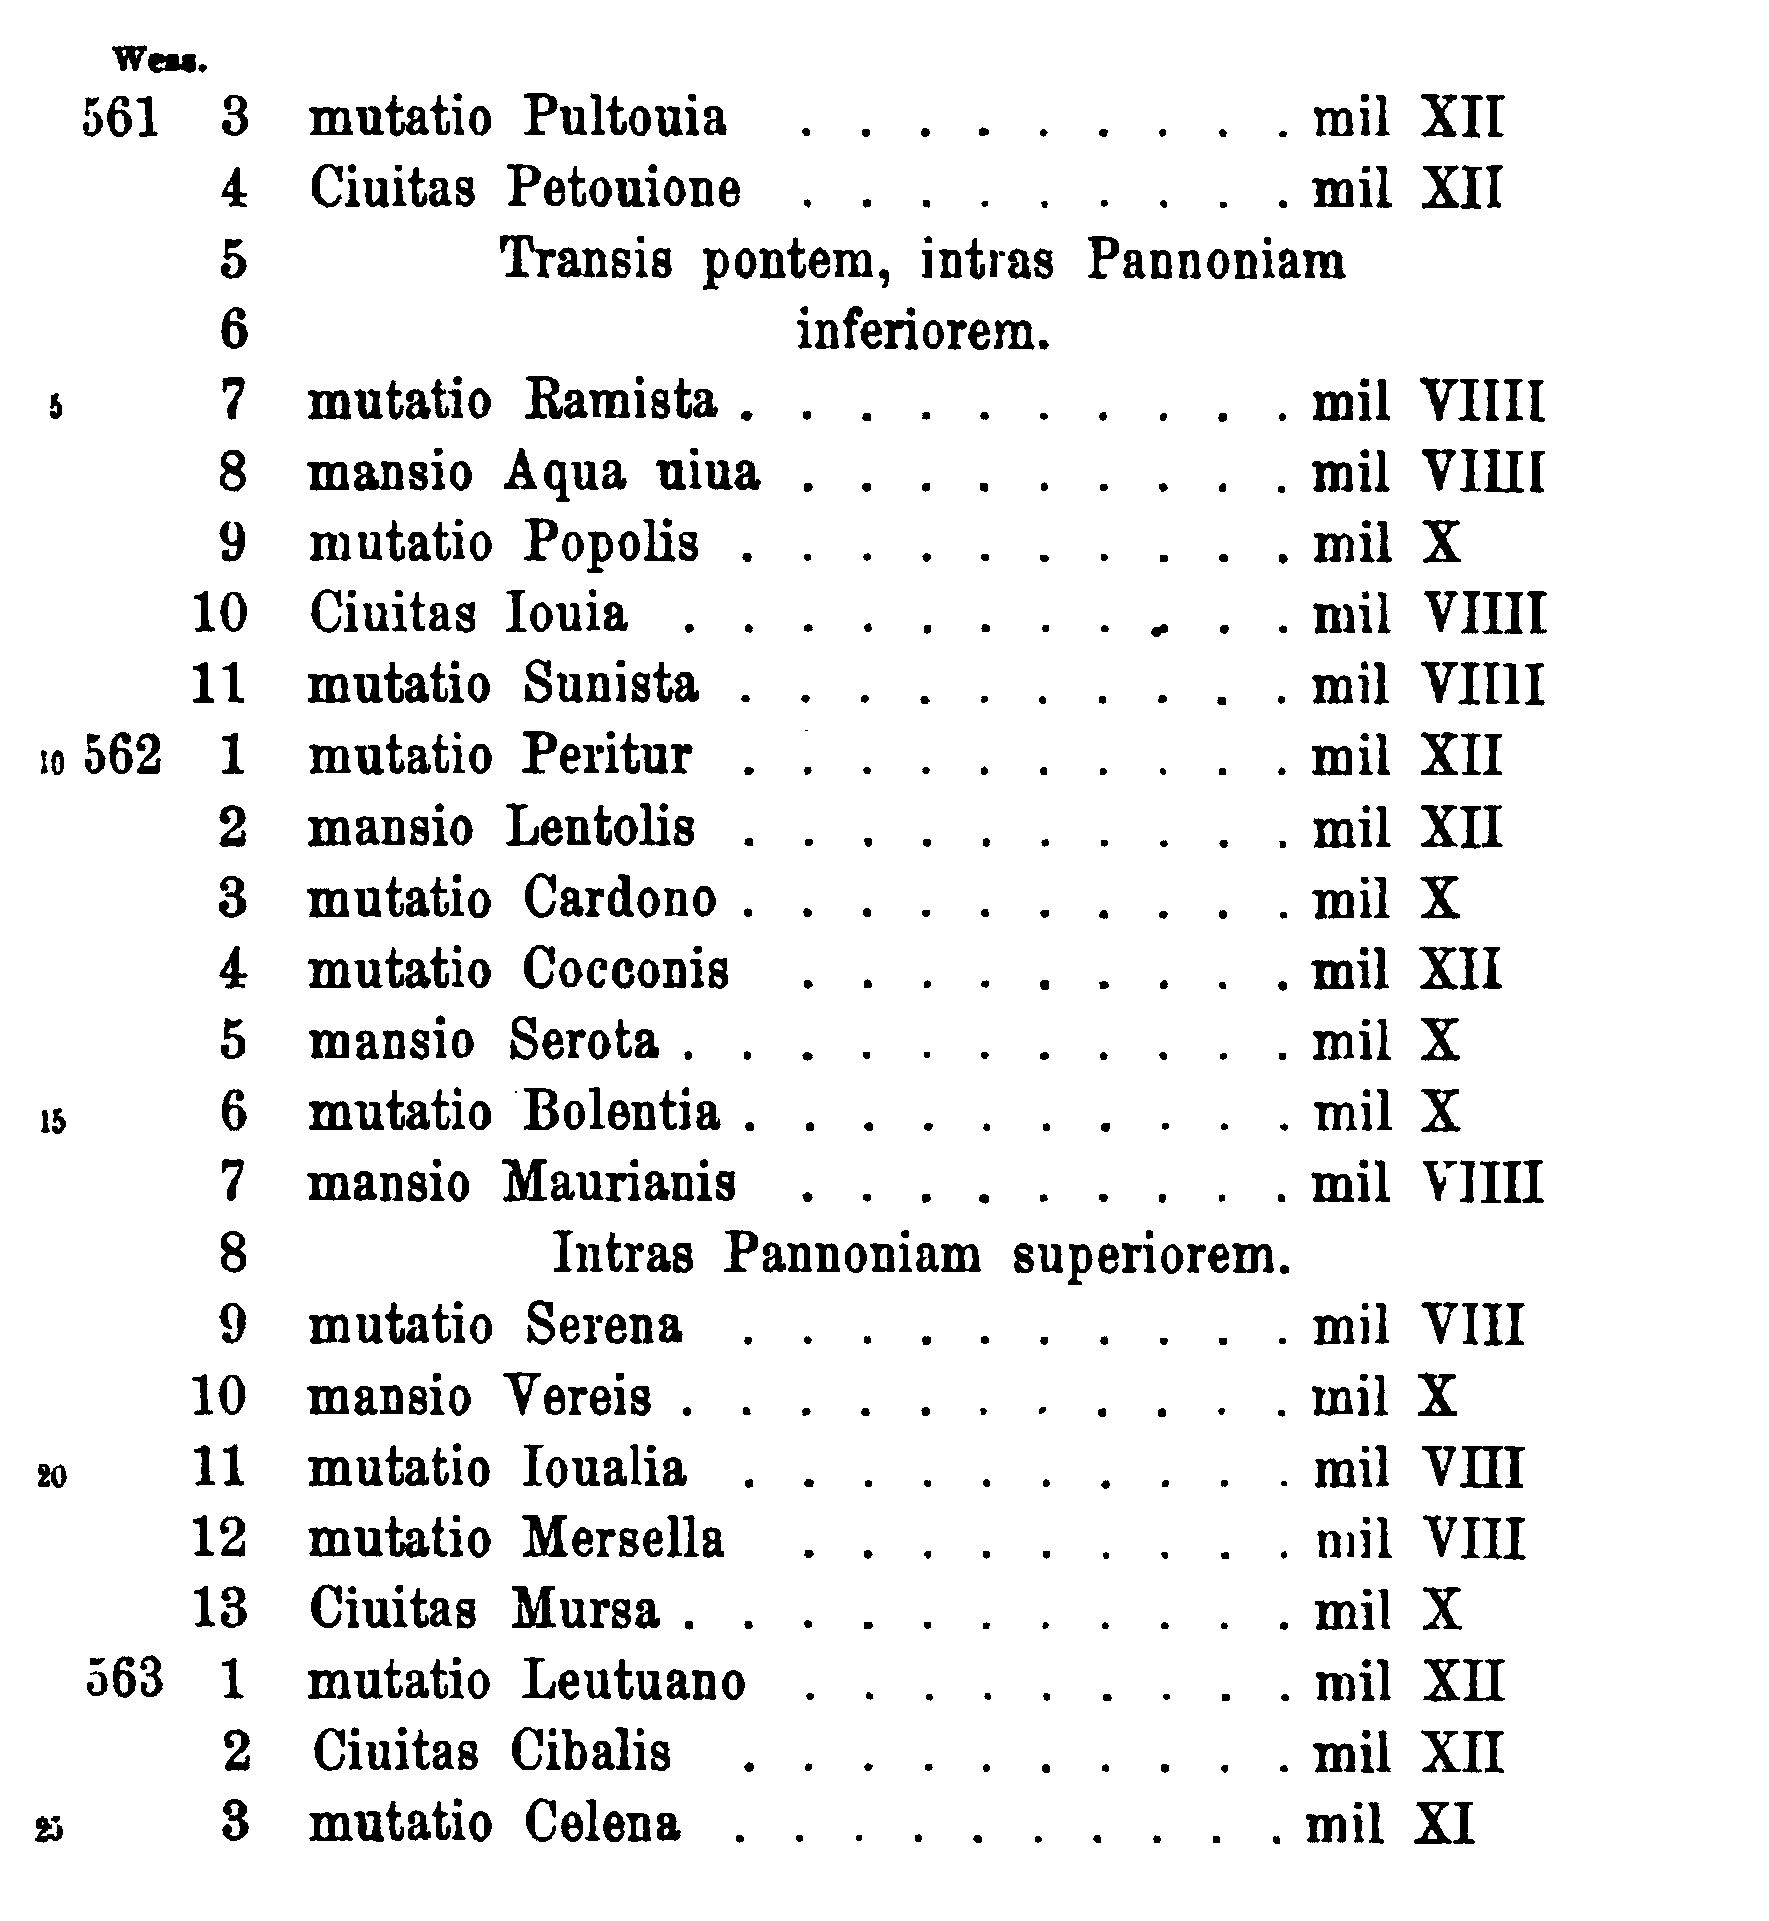 Wess.
561 3 mutatio Pultouia . . . . . . . . . mil XII
4 Ciuitas Petouione . . . . . . . . . mil XII
5 Transis pontem, intras Pannoniam
6 inferiorem.
5 7 mutatio Ramista . . . . . . . . . . mil VIIII
8 mansio Aqua uiua . . . . . . . . . mil VIIII
9 mutatio Popolis . . . . . . . . . . mil X
10 Ciuitas Iouia . . . . . . . . . . . mil VIIII
11 mutatio Sunista . . . . . . . . . . mil VIIII
10 562 1 mutatio Peritur . . . . . . . . . . mil XII
2 mansio Lentolis . . . . . . . . . . mil XII
3 mutatio Cardono . . . . . . . . . . mil X
4 mutatio Cocconis . . . . . . . . . mil XII
5 mansio Serota . . . . . . . . . . . mil X
15 6 mutatio Bolentia . . . . . . . . . . mil X
7 mansio Maurianis . . . . . . . . . mil VIIII
8 Intras Pannoniam superiorem.
9 mutatio Serena . . . . . . . . . . mil VIII
10 mansio Vereis . . . . . . . . . . . mil X
20 11 mutatio Ioualia . . . . . . . . . . mil VIII
12 mutatio Mersella . . . . . . . . . mil VIII
13 Ciuitas Mursa . . . . . . . . . . . mil X
563 1 mutatio Leutuano . . . . . . . . . mil XII
2 Ciuitas Cibalis . . . . . . . . . . mil XII
25 3 mutatio Celena . . . . . . . . . . mil XI